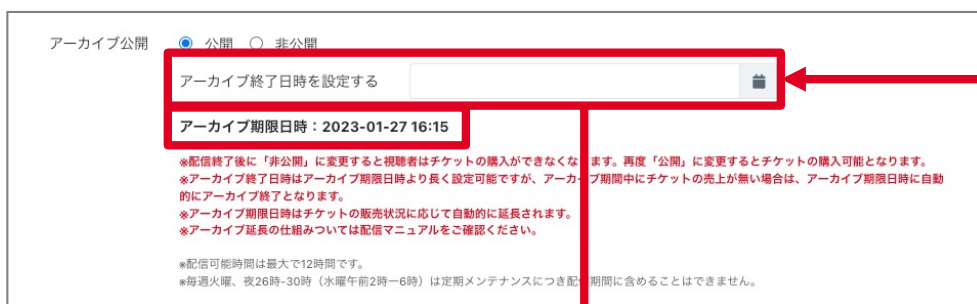 アーカイブ公開 公開 非公開
アーカイブ終了日時を設定する
アーカイブ期限日時：2023-01-27 16:15
※配信終了後に「非公開」に変更すると視聴者はチケットの購入ができなくなります。再度「公開」に変更するとチケットの購入可能となります。
※アーカイブ終了日時はアーカイブ期限日時より長く設定可能ですが、アーカイブ期間中にチケットの売上が無い場合は、アーカイブ期限日時に自動
的にアーカイブ終了となります。
※アーカイブ期限日時はチケットの販売状況に応じて自動的に延長されます。
※アーカイブ延長の仕組みついては配信マニュアルをご確認ください。
※配信可能時間は最大で12時間です。
※毎週火曜、夜26時-30時（水曜午前2時ー6時）は定期メンテナンスにつき配信期間に含めることはできません。